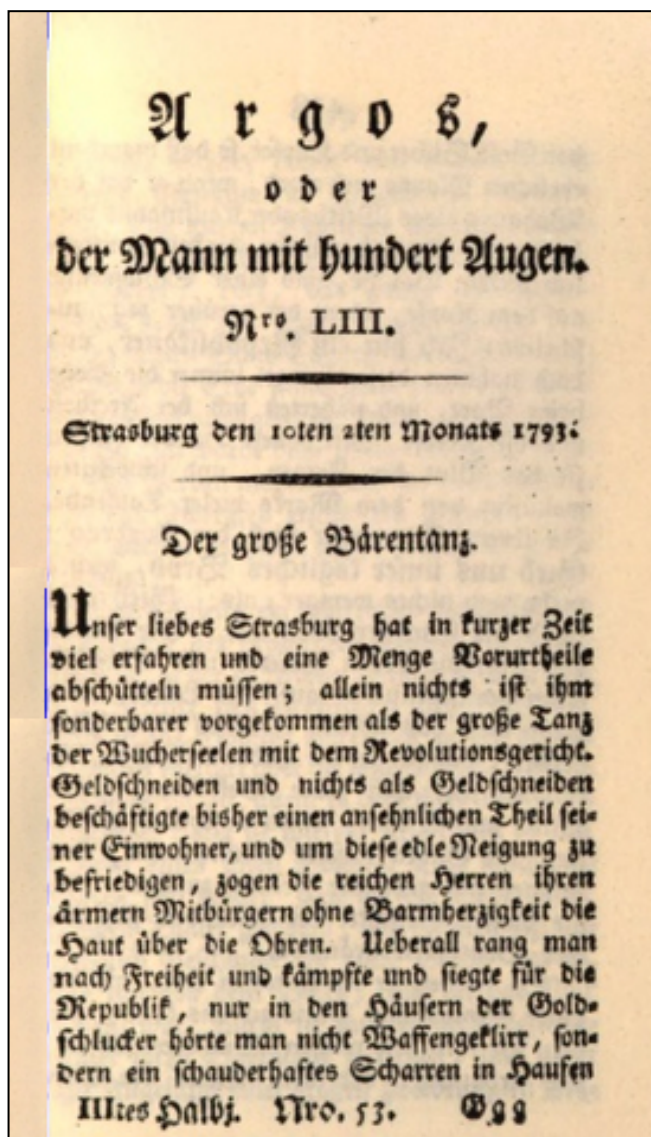 Argos,
oder
der Mann mit hundert Augen.
Nro. LIII.
Strasburg den 10ten 2ten Monats 1793.
Der große Bärentanz.
Unser liebes Strasburg hat in kurzer Zeit
viel erfahren und eine Menge Vorurtheile
abschütteln müssen; allein nichts ist ihm
sonderbarer vorgekommen als der große Tanz
der Wucherseelen mit dem Revolutionsgericht.
Geldschneiden und nichts als Geldschneiden
beschäftigte bisher einen ansehnlichen Theil sei-
ner Einwohner, und um diese edle Neigung zu
befriedigen, zogen die reichen Herren ihren
ärmern Mitbürgern ohne Barmherzigkeit die
Haut über die Ohren. Ueberall rang man
nach Freiheit und kämpfte und siegte für die
Republik, nur in den Häusern der Gold-
schlucker hörte man nicht Waffengeklirr, son-
dern ein schauderhaftes Scharren in Haufen
IIItes Halbj. Nro. 53. Ggg